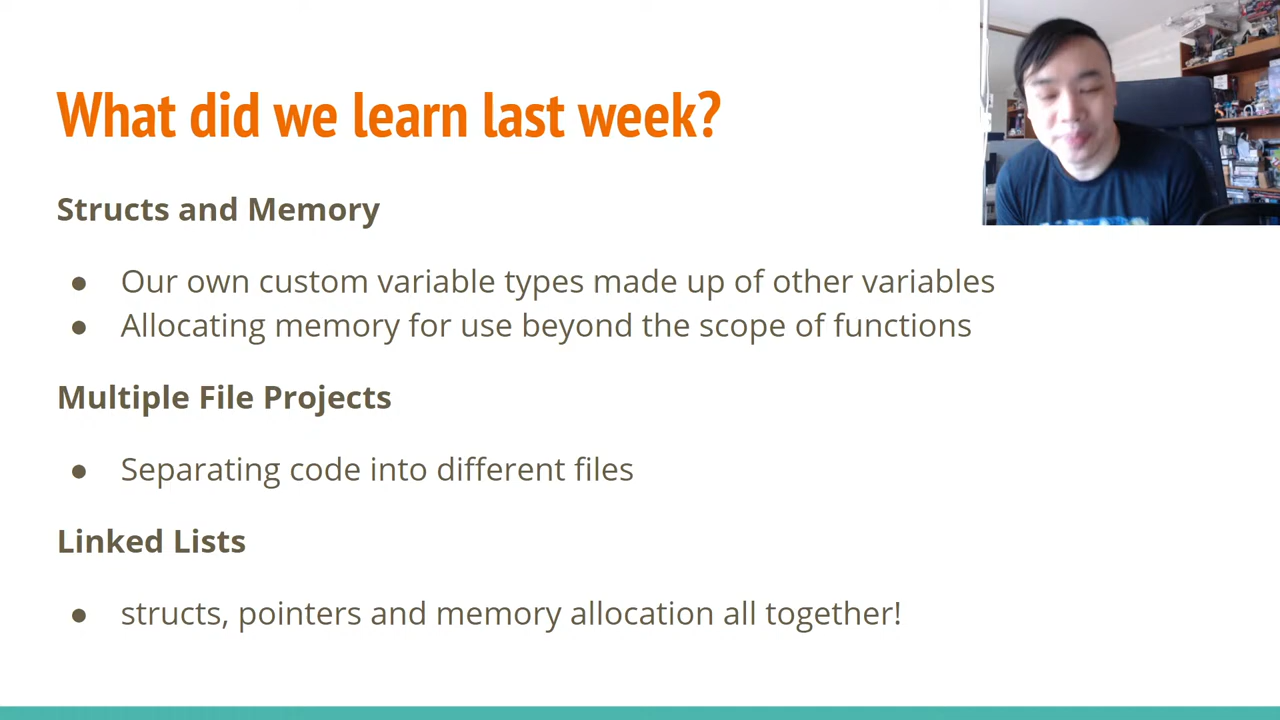 What did we learn last week?
Structs and Memory
● Our own custom variable types made up of other variables
● Allocating memory for use beyond the scope of functions
Multiple File Projects
● Separating code into different files
Linked Lists
● structs, pointers and memory allocation all together!